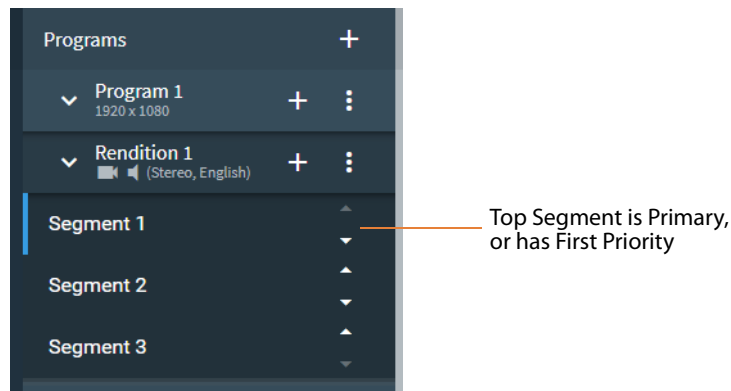 Programs
Program 1
1920 x 1080
Rendition 1
(Stereo, English)
Segment 1
Top Segment is Primary,
or has First Priority
Segment 2
Segment 3